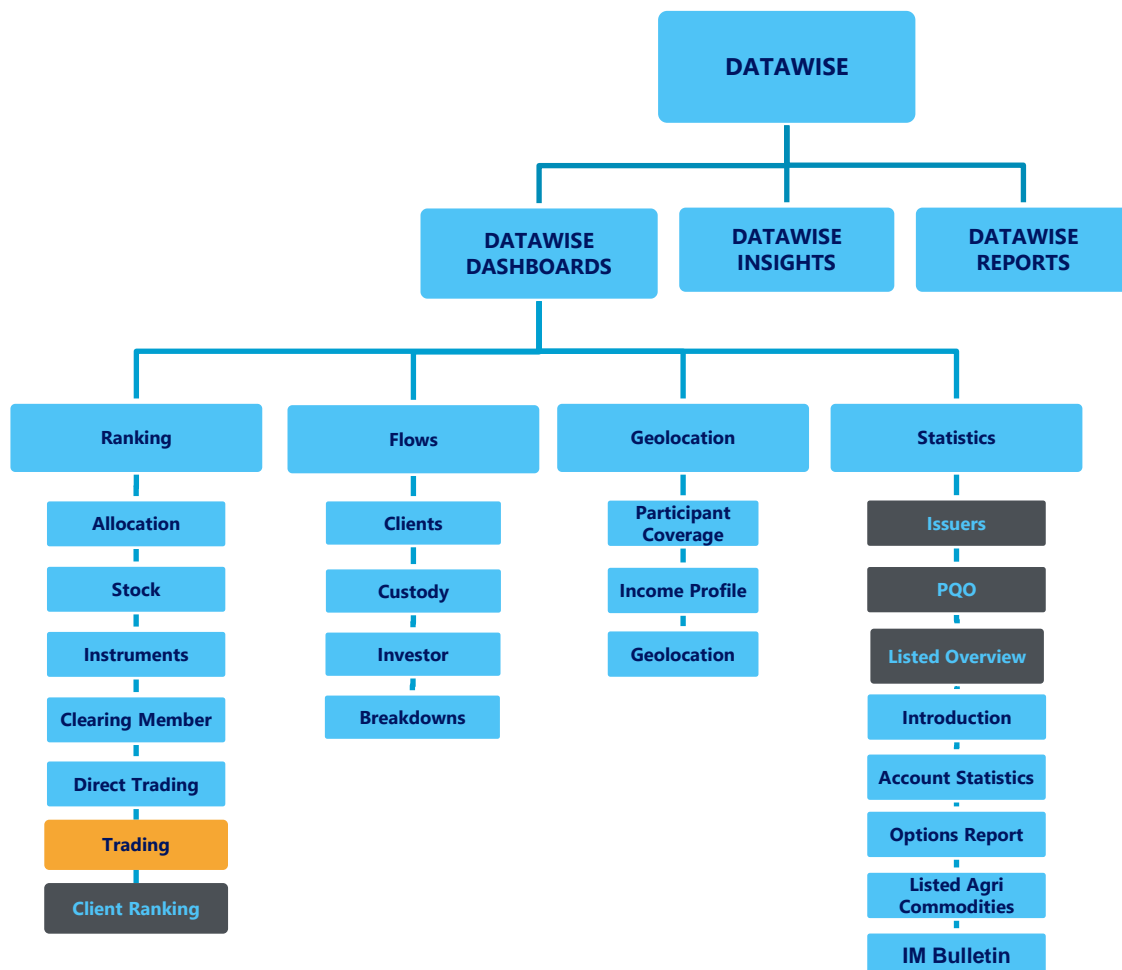 DATAWISE
DATAWISE
DASHBOARDS
DATAWISE
INSIGHTS
DATAWISE
REPORTS
Ranking
Allocation
Stock
Instruments
Clearing Member
Direct Trading
Trading
Client Ranking
Flows
Clients
Custody
Investor
Breakdowns
Geolocation
Participant
Coverage
Income Profile
Geolocation
Statistics
Issuers
PQO
Listed Overview
Introduction
Account Statistics
Options Report
Listed Agri
Commodities
IM Bulletin